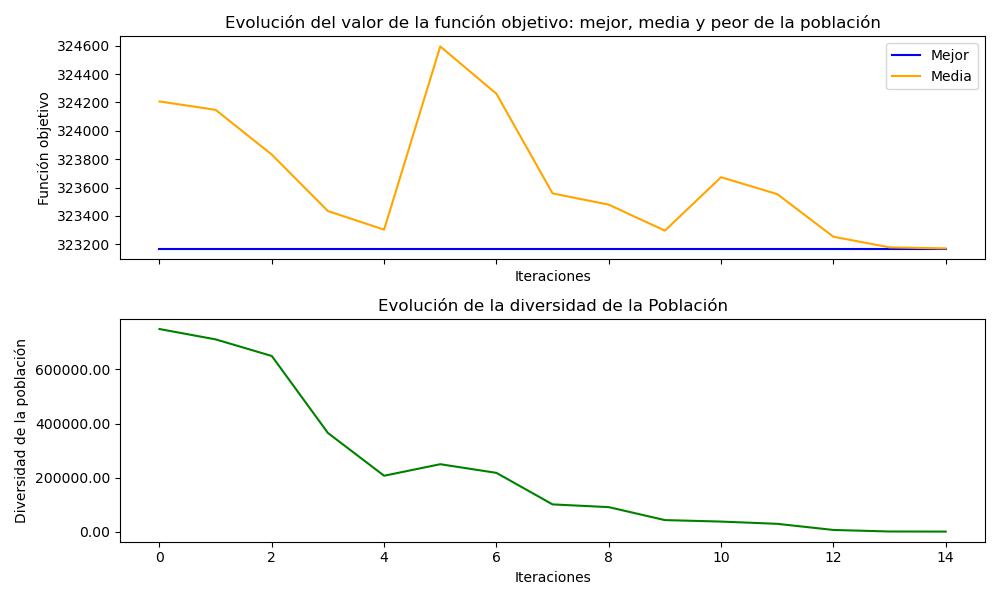 Evolución del valor de la función objetivo: mejor, media y peor de la población
324600
324400
324200
324000
323800
323600
323400
323200
Función objetivo
Mejor
Media
Iteraciones
Evolución de la diversidad de la Población
600000.00
400000.00
200000.00
0.00
Diversidad de la población
0 2 4 6 8 10 12 14
Iteraciones